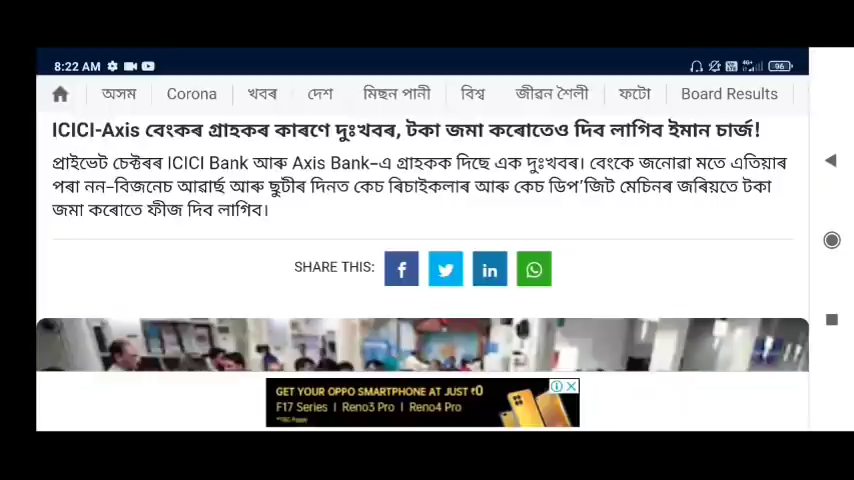 8:22 AM
96
অসম
Corona
খবৰ
দেশ
মিছন পানী
বিশ্ব
জীৱন শৈলী
ফটো
Board Results
ICICI-Axis বেংকৰ গ্ৰাহকৰ কাৰণে দুঃখবৰ, টকা জমা কৰোতেও দিব লাগিব ইমান চাৰ্জ!
প্ৰাইভেট চেক্টৰৰ ICICI Bank আৰু Axis Bank-এ গ্ৰাহকক দিছে এক দুঃখবৰ। বেংকে জনোৱা মতে এতিয়াৰ
পৰা নন-বিজনেচ আৱাৰ্ছ আৰু ছুটীৰ দিনত কেচ ৰিচাইকলাৰ আৰু কেচ ডিপ'জিট মেচিনৰ জৰিয়তে টকা
জমা কৰোতে ফীজ দিব লাগিব।
SHARE THIS:
GET YOUR OPPO SMARTPHONE AT JUST ₹0
F17 Series | Reno3 Pro | Reno4 Pro